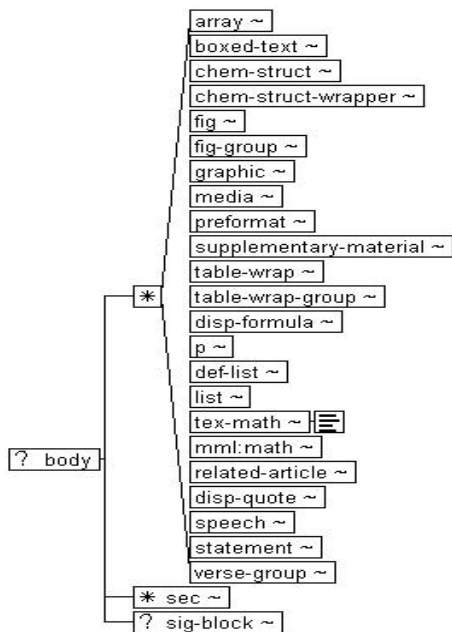 array ~
boxed-text ~
chem-struct ~
chem-struct-wrapper ~
fig ~
fig-group ~
graphic ~
media ~
preformat ~
supplementary-material ~
table-wrap ~
* table-wrap-group ~
disp-formula ~
p ~
def-list ~
list ~
tex-math ~
mml:math ~
? body related-article ~
disp-quote ~
speech ~
statement ~
verse-group ~
* sec ~
? sig-block ~